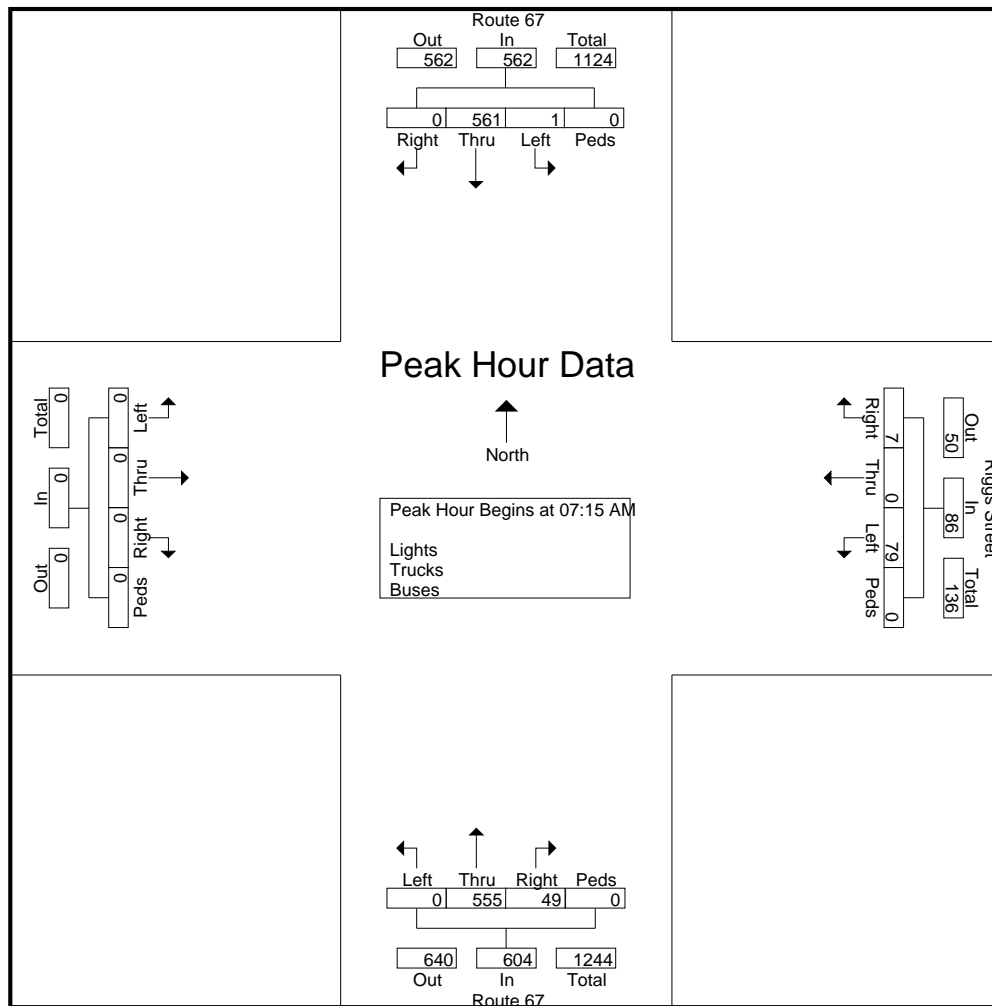 Route 67
Out In Total
562 562 1124
0 561 1 0
Right Thru Left Peds
Peak Hour Data
North
Peak Hour Begins at 07:15 AM
Lights
Trucks
Buses
Total In Out
0 0 0
0 0 0 0
Left Thru Right Peds
Riggs Street
Out In Total
50 86 136
7 0 79 0
Right Thru Left Peds
Left Thru Right Peds
0 555 49 0
640 604 1244
Out In Total
Route 67